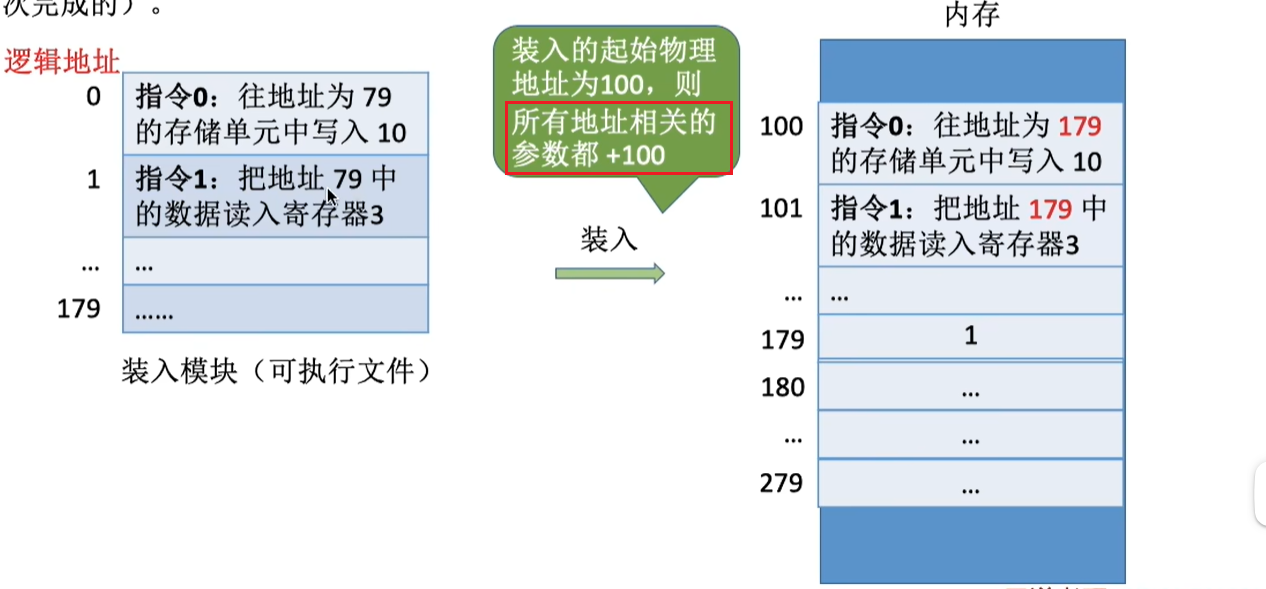 次完成的）。
逻辑地址
0
指令0：往地址为 79
的存储单元中写入 10
1
指令1：把地址 79 中
的数据读入寄存器3
...
...
179
......
装入模块（可执行文件）
装入的起始物理
地址为100，则
所有地址相关的
参数都 +100
装入
内存
100
指令0：往地址为 179
的存储单元中写入 10
101
指令1：把地址 179 中
的数据读入寄存器3
...
...
179
1
180
...
...
...
279
...